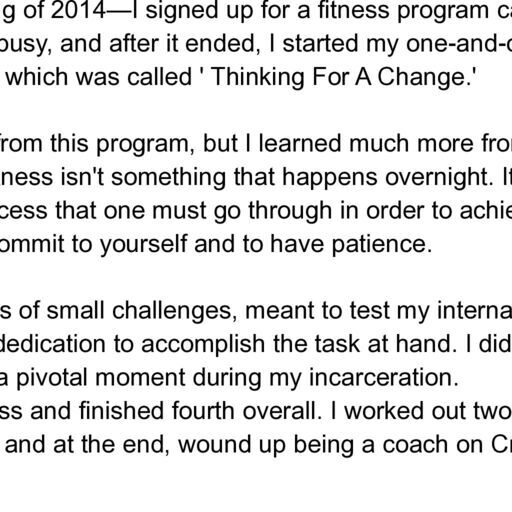 g of 2014—I signed up for a fitness program ca
busy, and after it ended, I started my one-and-o
which was called ' Thinking For A Change.'
from this program, but I learned much more fro
ness isn't something that happens overnight. It
cess that one must go through in order to achie
ommit to yourself and to have patience.
s of small challenges, meant to test my interna
dedication to accomplish the task at hand. I did
a pivotal moment during my incarceration.
ss and finished fourth overall. I worked out two
and at the end, wound up being a coach on Cr